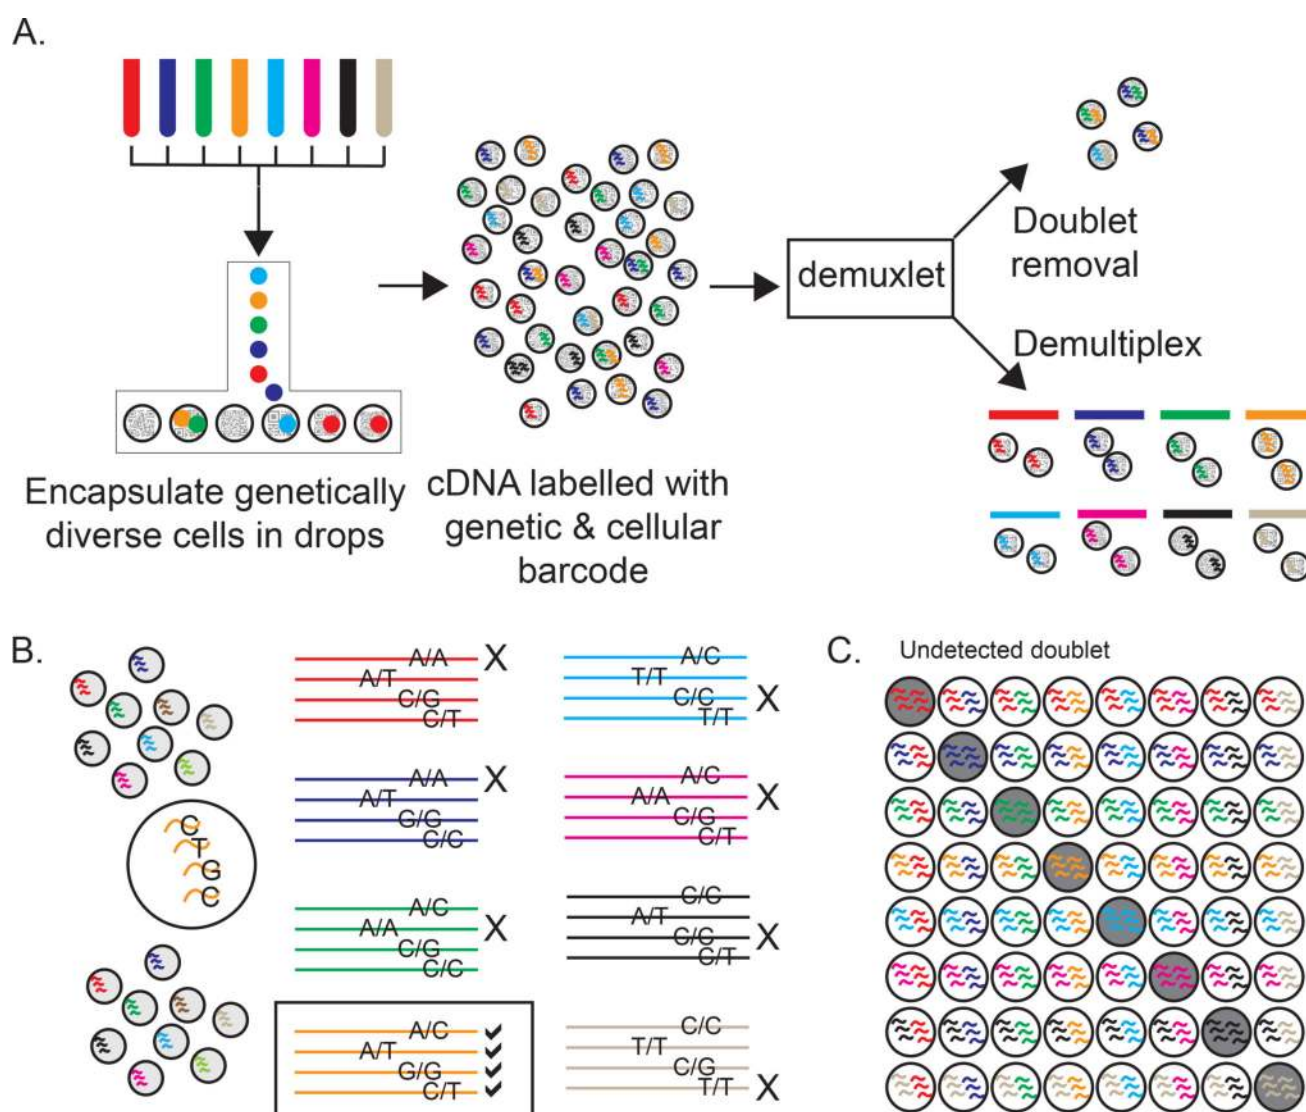 A.
Encapsulate genetically
diverse cells in drops
cDNA labelled with
genetic & cellular
barcode
demuxlet
Doublet
removal
Demultiplex
B.
C
T
G
C
A/A X
A/T
C/G
C/T
A/C
T/T
C/C X
T/T
A/A X
A/T
G/G
C/C
A/C
A/A X
C/G
C/T
A/C
A/A X
C/G
C/C
C/C
A/T
C/C X
C/T
A/C
A/T
G/G
C/T
C/C
T/T
C/G
T/T X
C. Undetected doublet